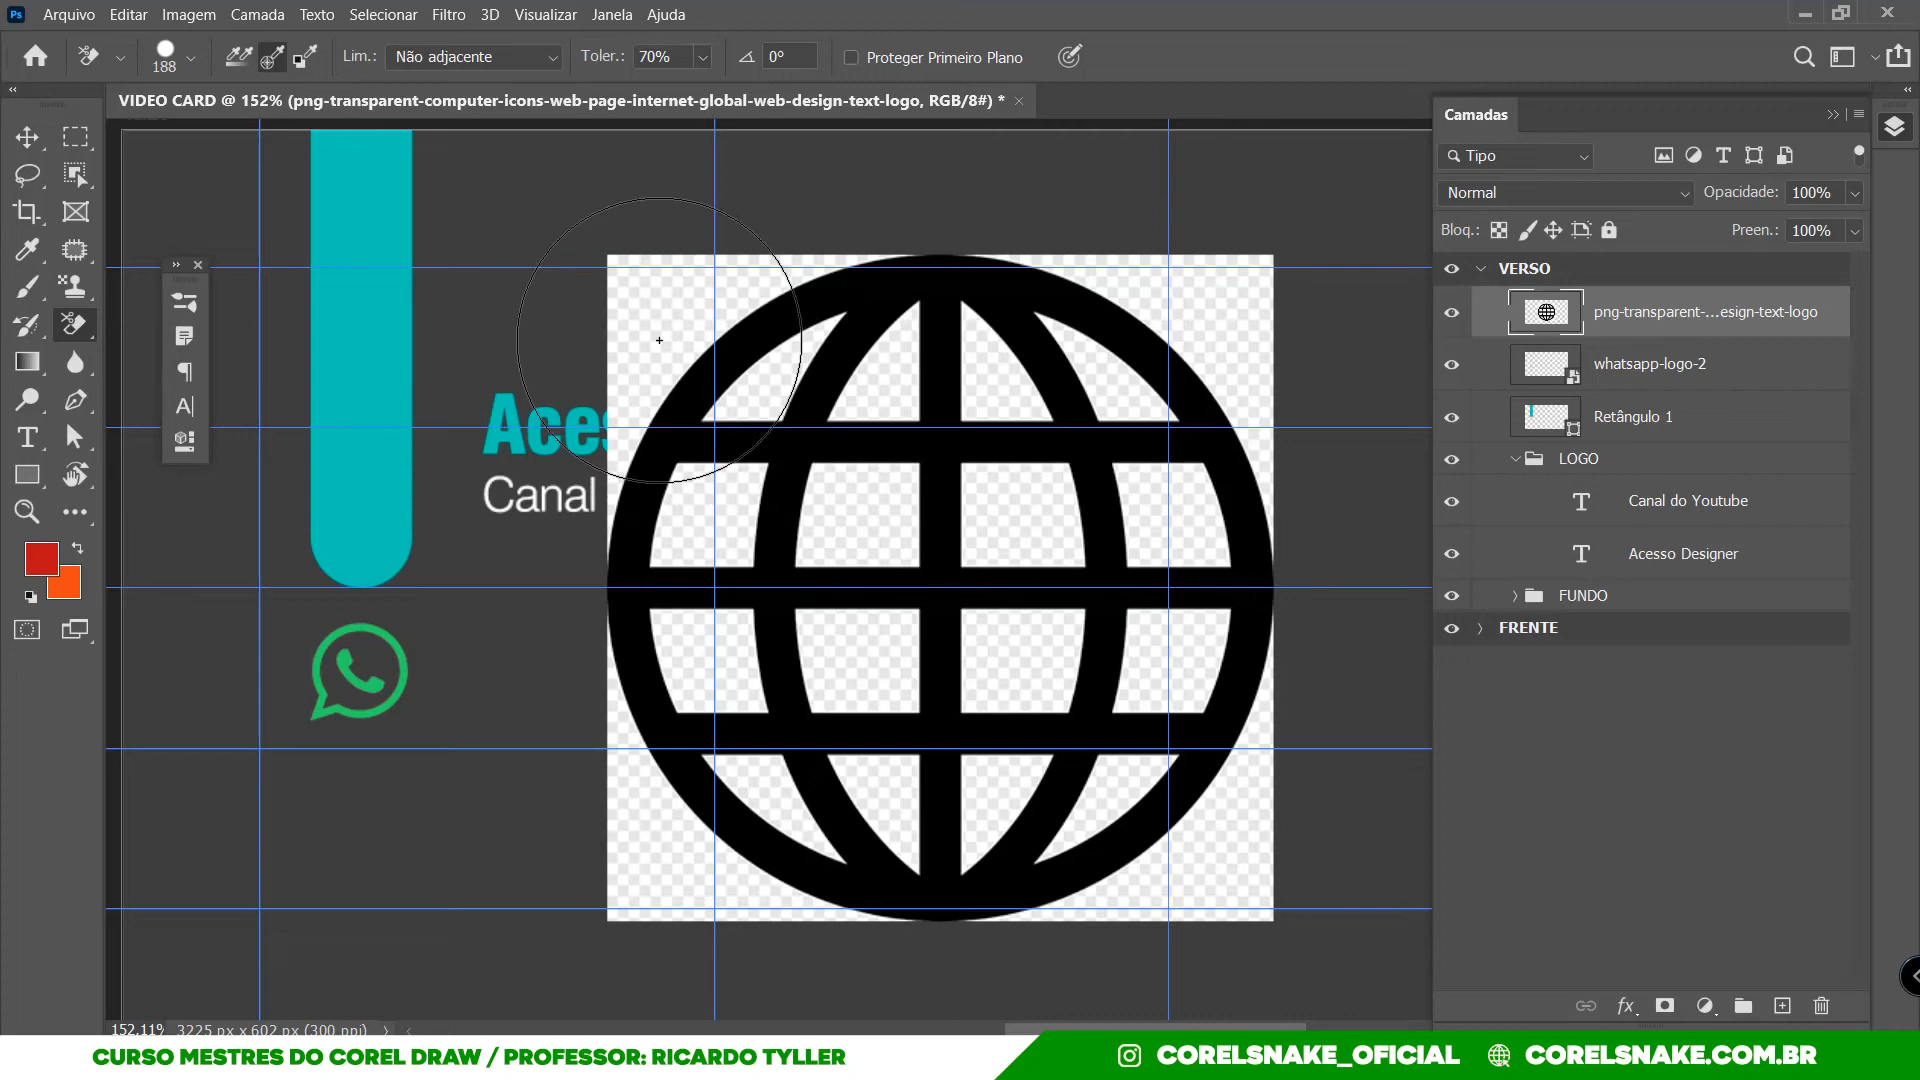 Ps Arquivo Editar Imagem Camada Texto Selecionar Filtro 3D Visualizar Janela Ajuda
188 Lim.: Não adjacente Toler.: 70% 0° Proteger Primeiro Plano
VIDEO CARD @ 152% (png-transparent-computer-icons-web-page-internet-global-web-design-text-logo, RGB/8#) *
Camadas
Tipo
Normal Opacidade: 100%
Bloq.: Preen.: 100%
VERSO
png-transparent-...esign-text-logo
whatsapp-logo-2
Retângulo 1
LOGO
Canal do Youtube
Acesso Designer
FUNDO
FRENTE
Aces
Canal
152,11% 3225 px x 602 px (300 ppi)
CURSO MESTRES DO COREL DRAW / PROFESSOR: RICARDO TYLLER
CORELSNAKE_OFICIAL
CORELSNAKE.COM.BR